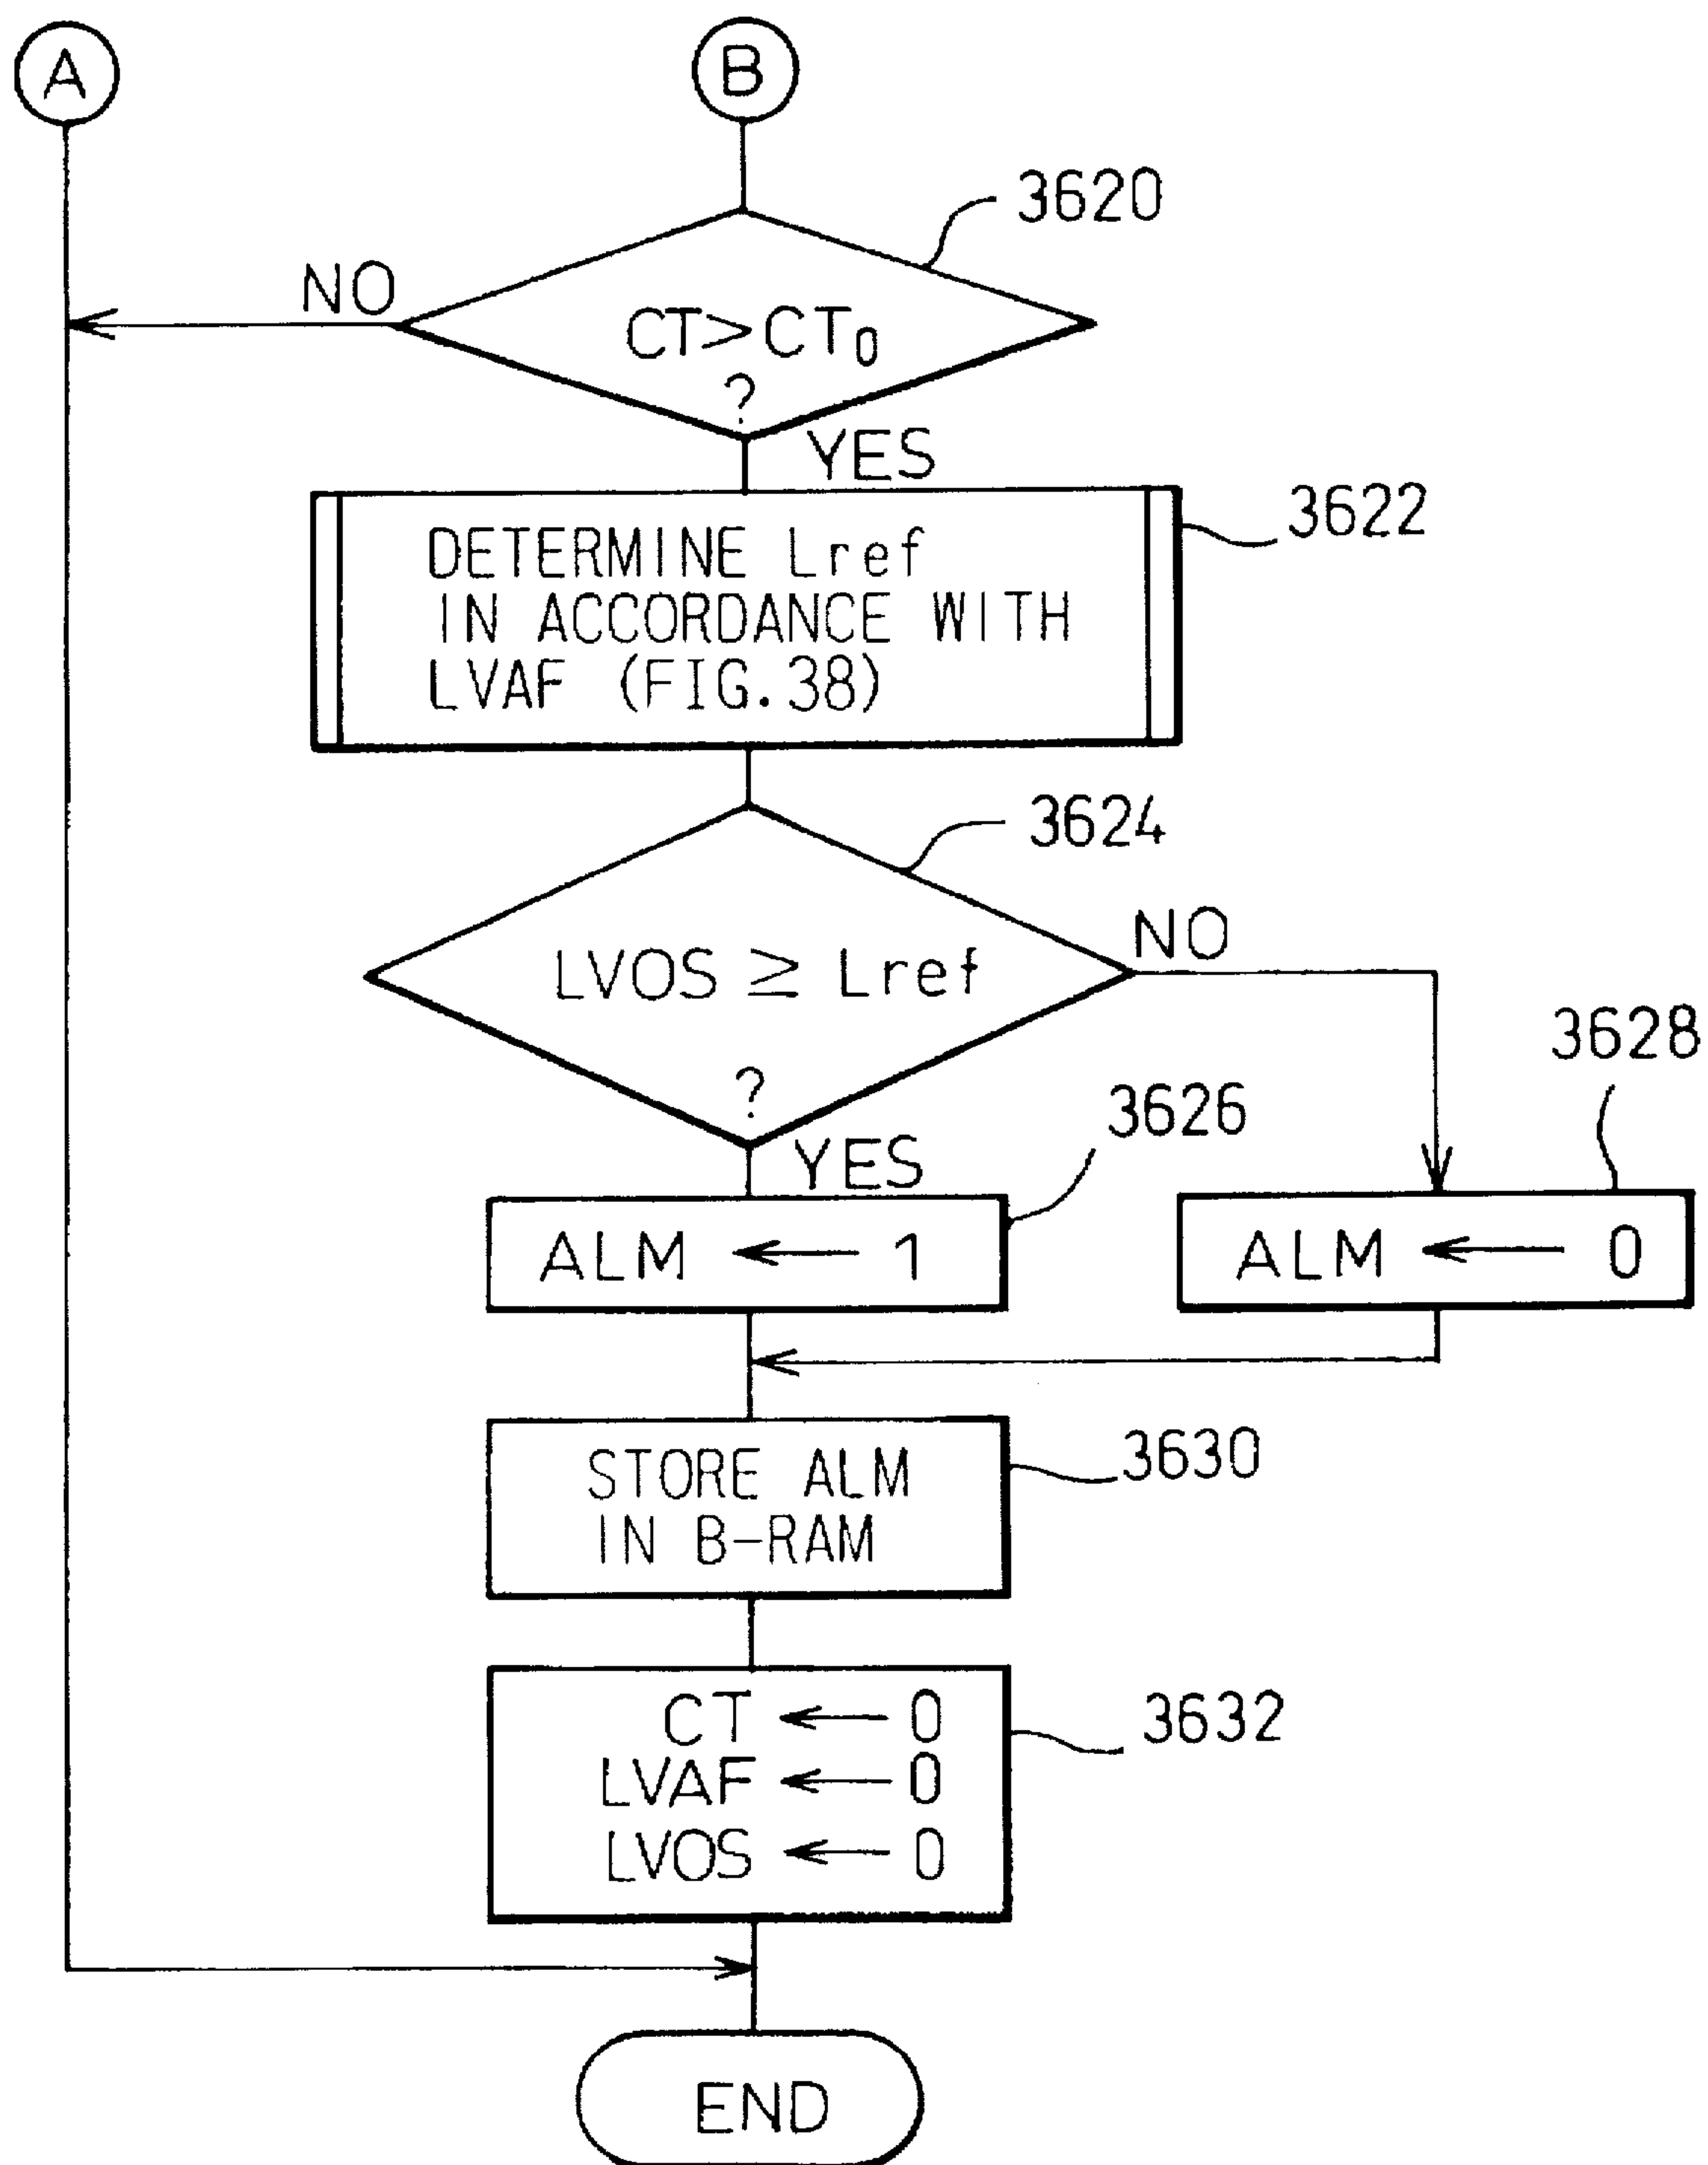 A
B
3620
NO
CT>CT₀
?
YES
3622
DETERMINE Lref
IN ACCORDANCE WITH
LVAF (FIG.38)
3624
NO
LVOS ≥ Lref
?
YES
3626
3628
ALM ← 1
ALM ← 0
3630
STORE ALM
IN B-RAM
3632
CT ← 0
LVAF ← 0
LVOS ← 0
END